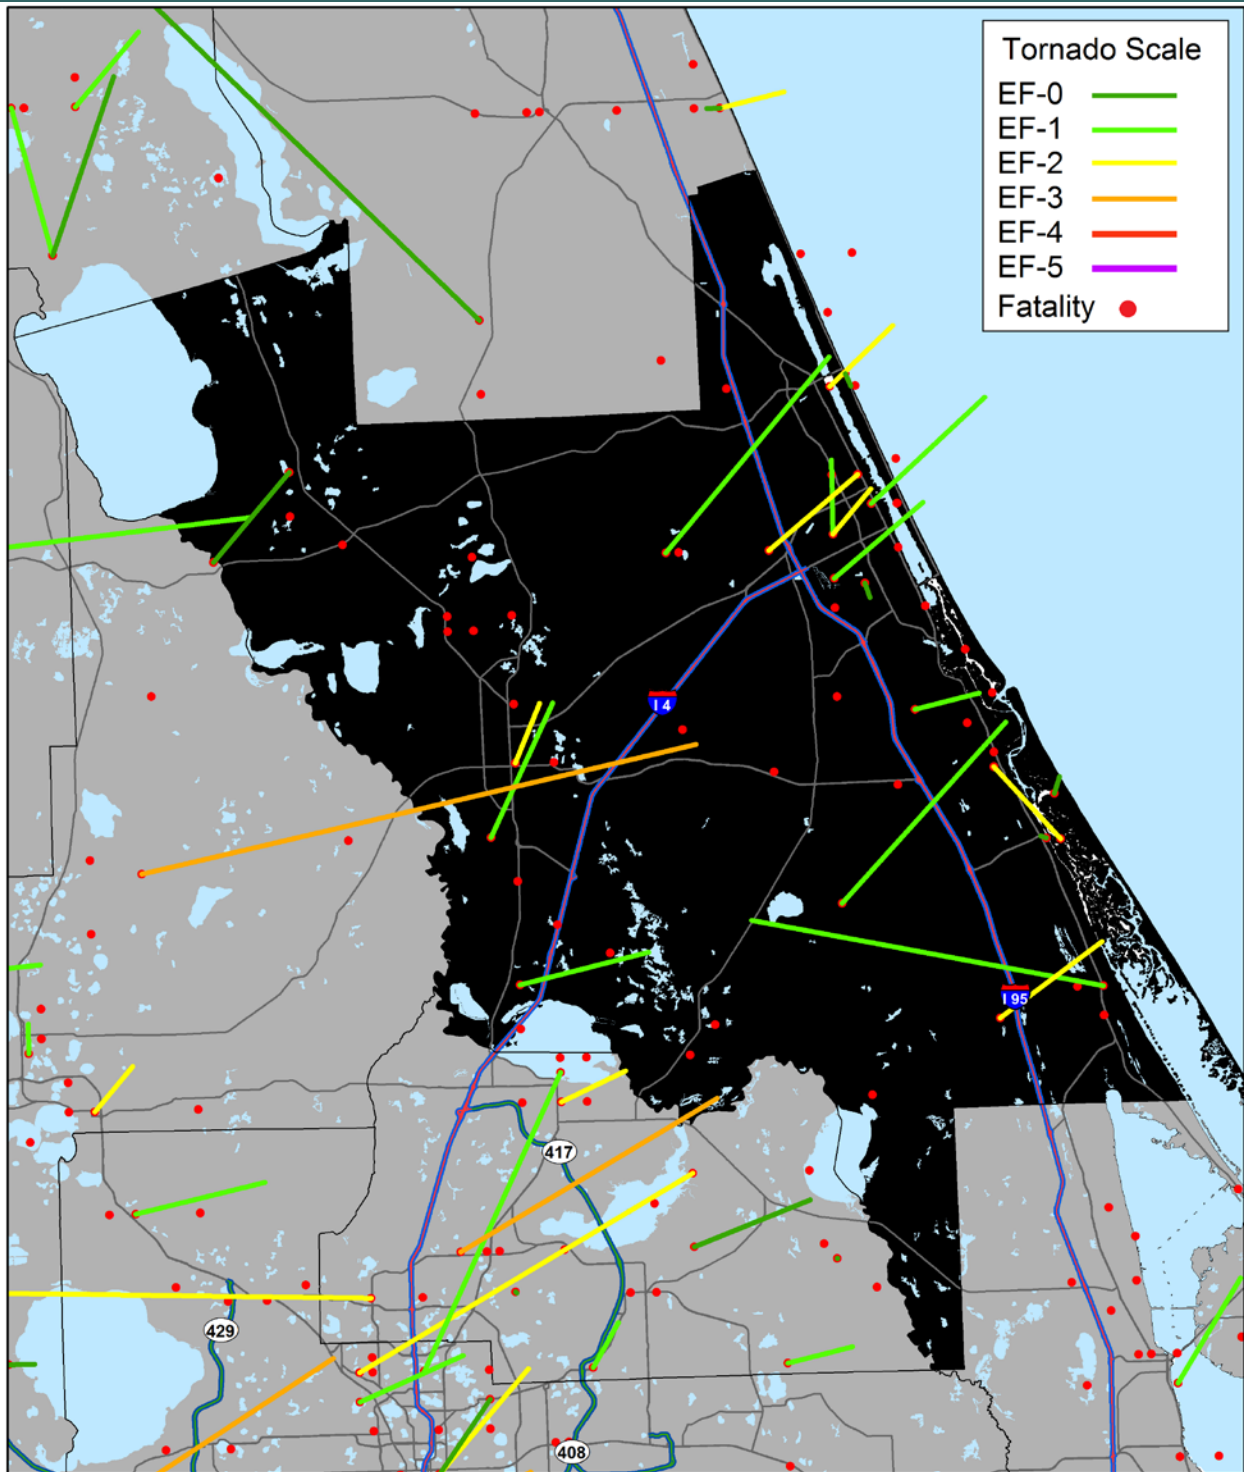 Tornado Scale
EF-0
EF-1
EF-2
EF-3
EF-4
EF-5
Fatality
I 4
I 95
417
429
408